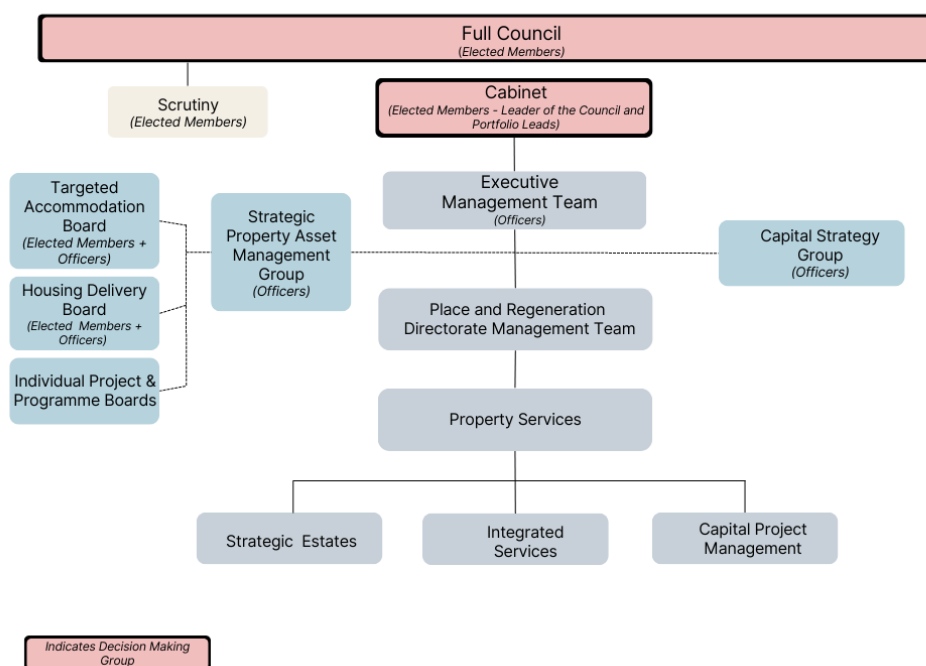 Full Council
(Elected Members)
Scrutiny
(Elected Members)
Cabinet
(Elected Members - Leader of the Council and
Portfolio Leads)
Targeted
Accommodation
Board
(Elected Members +
Officers)
Strategic
Property Asset
Management
Group
(Officers)
Executive
Management Team
(Officers)
Capital Strategy
Group
(Officers)
Housing Delivery
Board
(Elected Members +
Officers)
Place and Regeneration
Directorate Management Team
Individual Project &
Programme Boards
Property Services
Strategic Estates
Integrated
Services
Capital Project
Management
Indicates Decision Making
Group